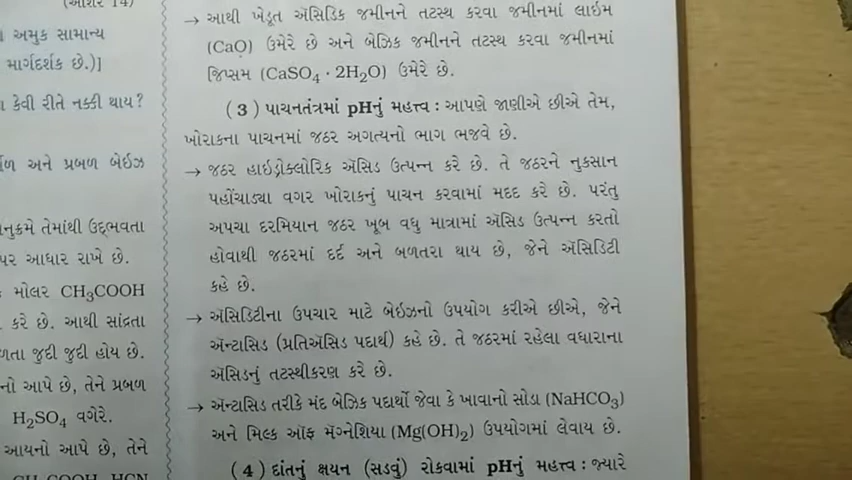 અમુક સામાન્ય
માર્ગદર્શક છે.)]
કેવી રીતે નક્કી થાય?
અને પ્રબળ બેઇઝ
તેમાંથી ઉદ્ભવતા
પર આધાર રાખે છે.
મોલર CH₃COOH
કરે છે. આથી સાંદ્રતા
જુદી જુદી હોય છે.
આપે છે, તેને પ્રબળ
H₂SO₄ વગેરે.
આયનો આપે છે, તેને
→ આથી ખેડૂત ઍસિડિક જમીનને તટસ્થ કરવા જમીનમાં લાઇમ
(CaO) ઉમેરે છે અને બેઝિક જમીનને તટસ્થ કરવા જમીનમાં
જિપ્સમ (CaSO₄ · 2H₂O) ઉમેરે છે.
(3) પાચનતંત્રમાં pHનું મહત્ત્વ : આપણે જાણીએ છીએ તેમ,
ખોરાકના પાચનમાં જઠર અગત્યનો ભાગ ભજવે છે.
→ જઠર હાઇડ્રોક્લોરિક ઍસિડ ઉત્પન્ન કરે છે. તે જઠરને નુકસાન
પહોંચાડ્યા વગર ખોરાકનું પાચન કરવામાં મદદ કરે છે. પરંતુ
અપચા દરમિયાન જઠર ખૂબ વધુ માત્રામાં ઍસિડ ઉત્પન્ન કરતો
હોવાથી જઠરમાં દર્દ અને બળતરા થાય છે, જેને ઍસિડિટી
કહે છે.
→ ઍસિડિટીના ઉપચાર માટે બેઇઝનો ઉપયોગ કરીએ છીએ, જેને
ઍન્ટાસિડ (પ્રતિઍસિડ પદાર્થ) કહે છે. તે જઠરમાં રહેલા વધારાના
ઍસિડનું તટસ્થીકરણ કરે છે.
→ ઍન્ટાસિડ તરીકે મંદ બેઝિક પદાર્થો જેવા કે ખાવાનો સોડા (NaHCO₃)
અને મિલ્ક ઑફ મૅગ્નેશિયા (Mg(OH)₂) ઉપયોગમાં લેવાય છે.
(4) દાંતનું ક્ષયન (સડવું) રોકવામાં pHનું મહત્ત્વ : જ્યારે